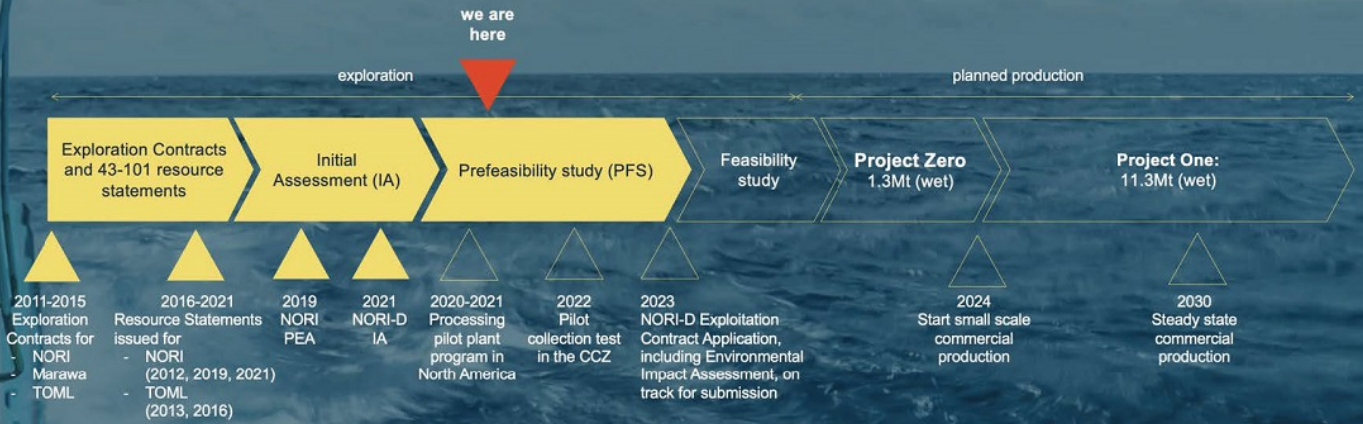 we are
here
exploration
planned production
Exploration Contracts
and 43-101 resource
statements
Initial
Assessment (IA)
Prefeasibility study (PFS)
Feasibility
study
Project Zero
1.3Mt (wet)
Project One:
11.3Mt (wet)
2011-2015
Exploration
Contracts for
- NORI
- Marawa
- TOML
2016-2021
Resource Statements
issued for
- NORI
(2012, 2019, 2021)
- TOML
(2013, 2016)
2019
NORI
PEA
2021
NORI-D
IA
2020-2021
Processing
pilot plant
program in
North America
2022
Pilot
collection test
in the CCZ
2023
NORI-D Exploitation
Contract Application,
including Environmental
Impact Assessment, on
track for submission
2024
Start small scale
commercial
production
2030
Steady state
commercial
production